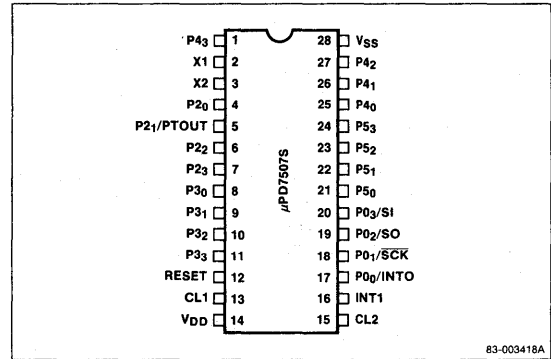 P4₃ 1 28 VSS
X1 2 27 P4₂
X2 3 26 P4₁
P2₀ 4 25 P4₀
P2₁/PTOUT 5 24 P5₃
P2₂ 6 23 P5₂
P2₃ 7 22 P5₁
P3₀ 8 21 P5₀
P3₁ 9 20 P0₃/SI
P3₂ 10 19 P0₂/SO
P3₃ 11 18 P0₁/S̅C̅K̅
RESET 12 17 P0₀/INT0
CL1 13 16 INT1
VDD 14 15 CL2
μPD7507S
83-003418A